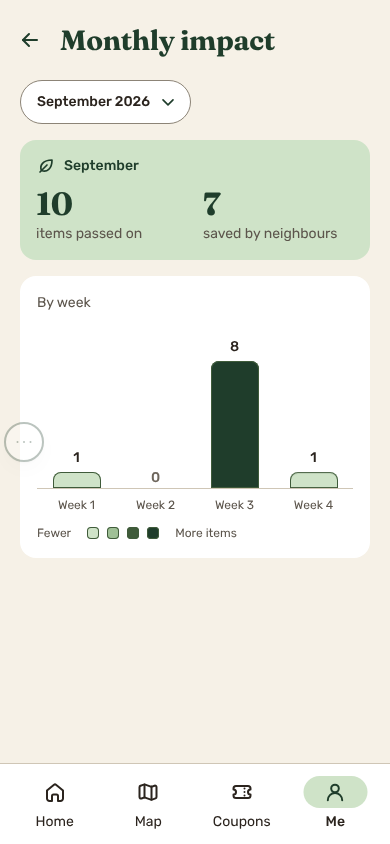 Monthly impact
September 2026
September
10
7
items passed on
saved by neighbours
By week
8
1
0
1
Week 1
Week 2
Week 3
Week 4
Fewer
More items
Home
Map
Coupons
Me